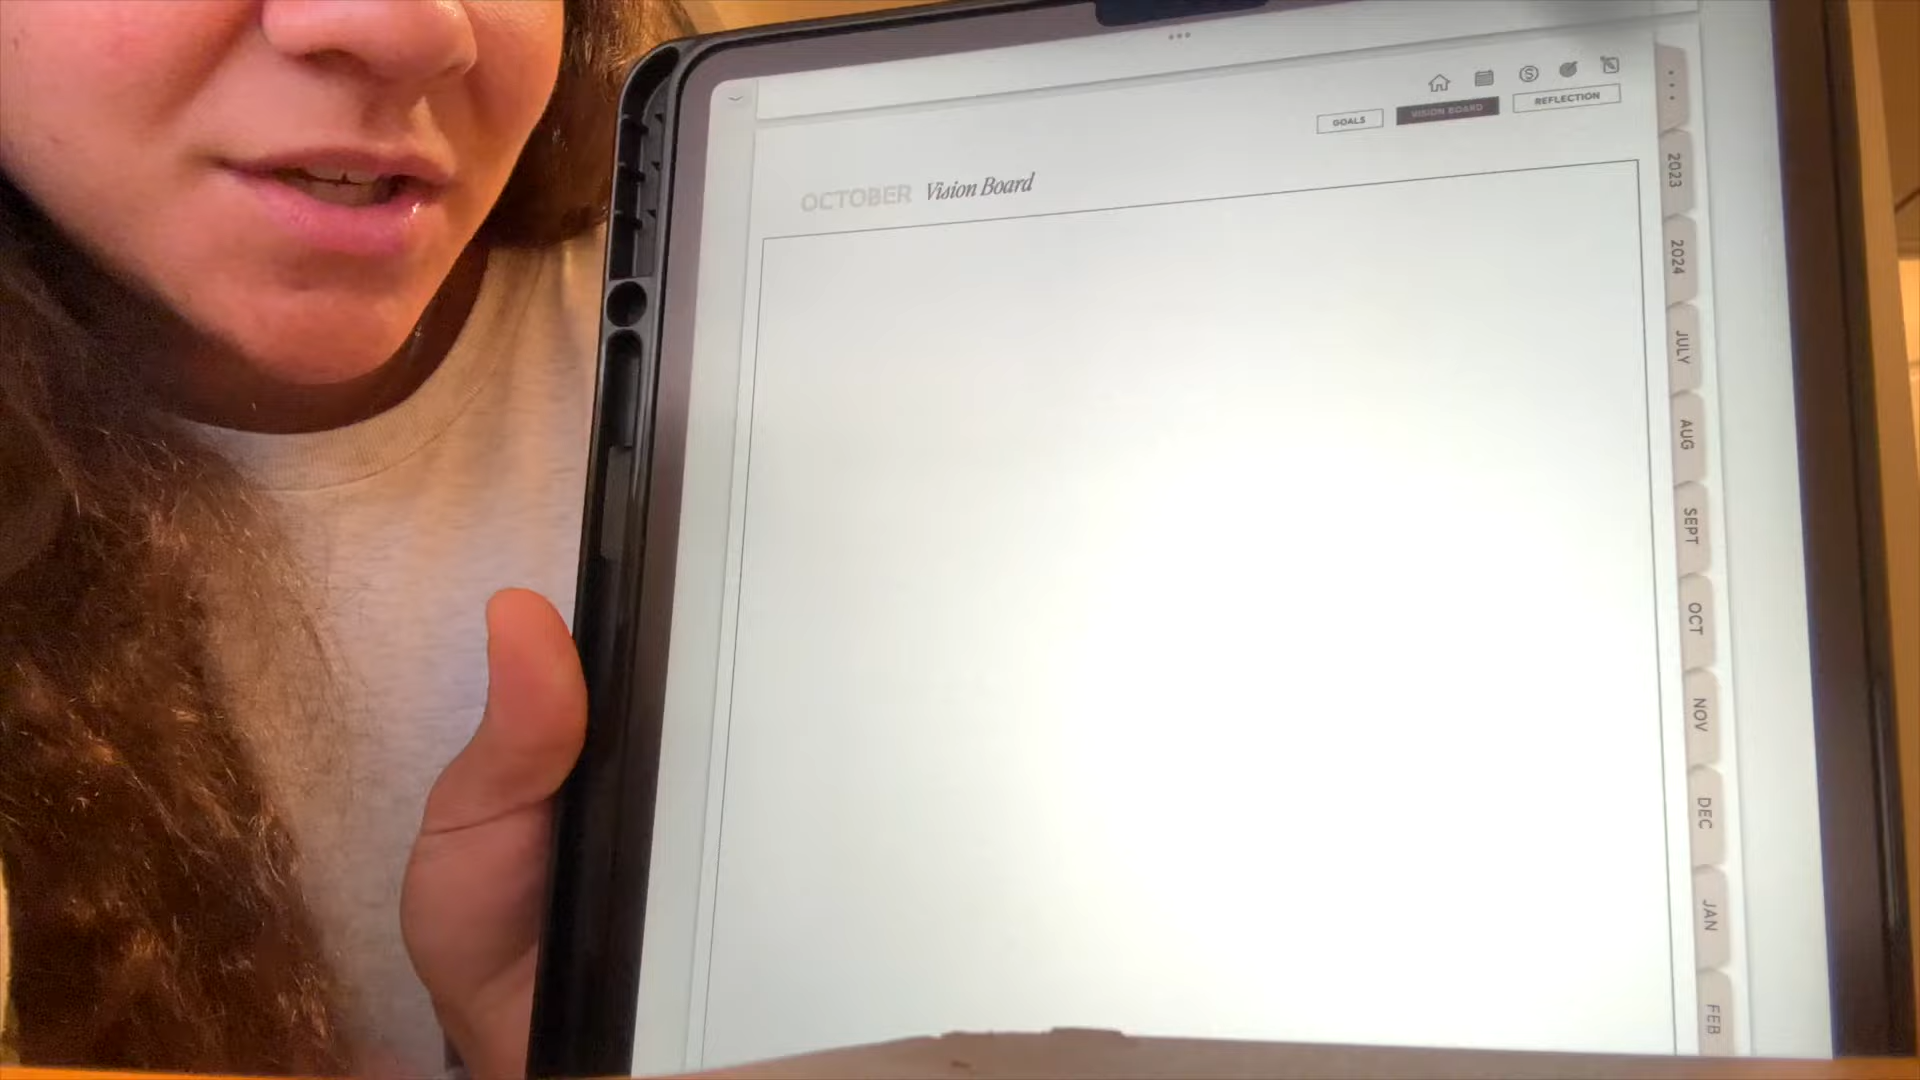 GOALS VISION BOARD REFLECTION
OCTOBER Vision Board
2023
2024
JULY
AUG
SEPT
OCT
NOV
DEC
JAN
FEB